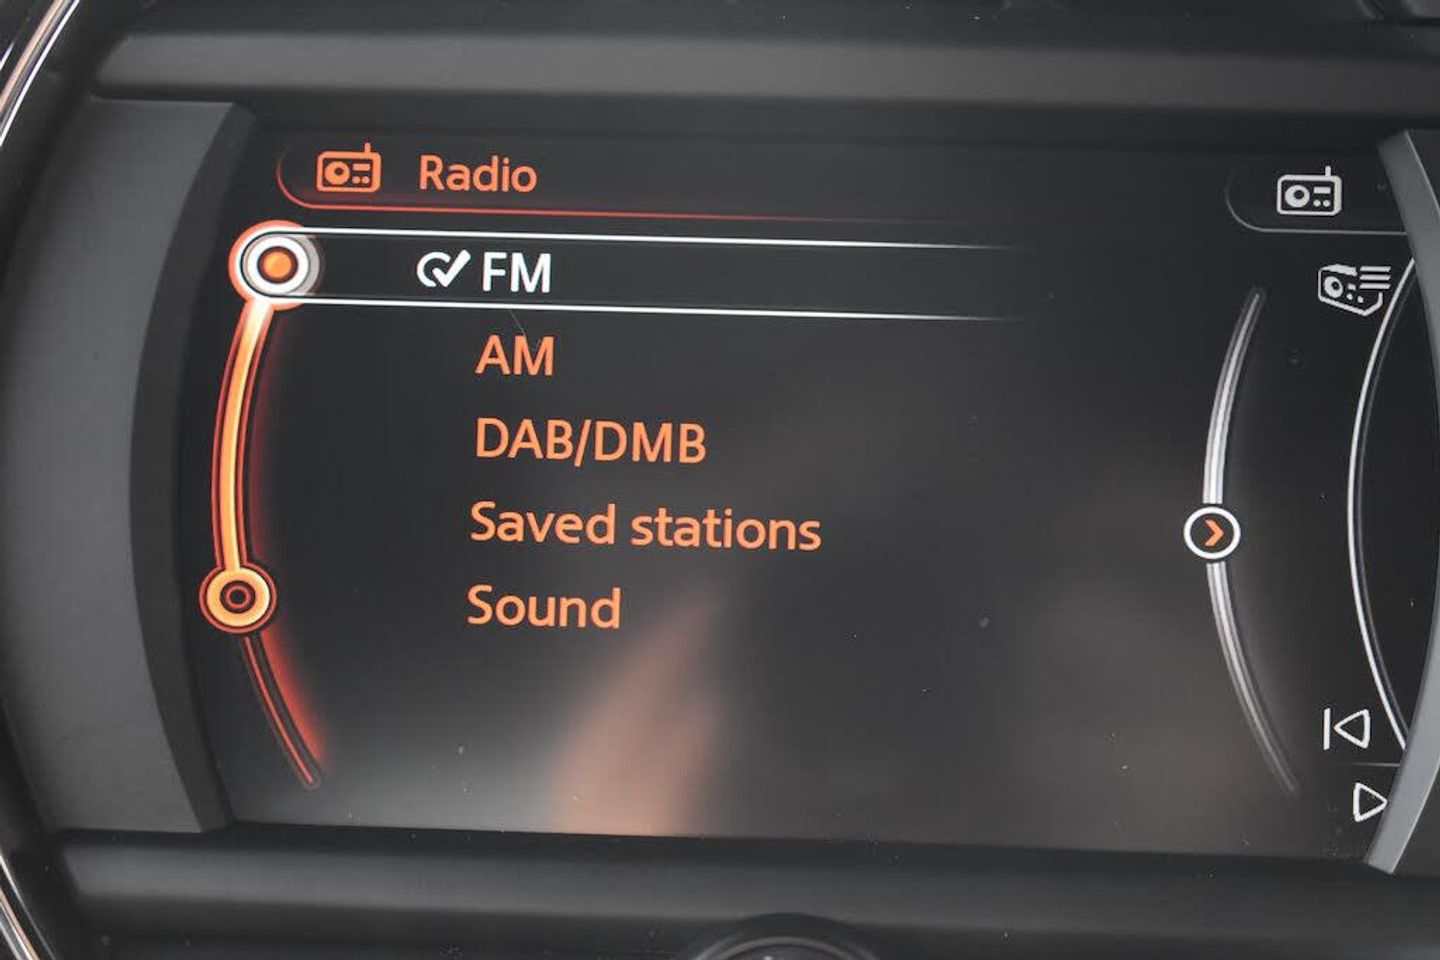 Radio
FM
AM
DAB/DMB
Saved stations
Sound